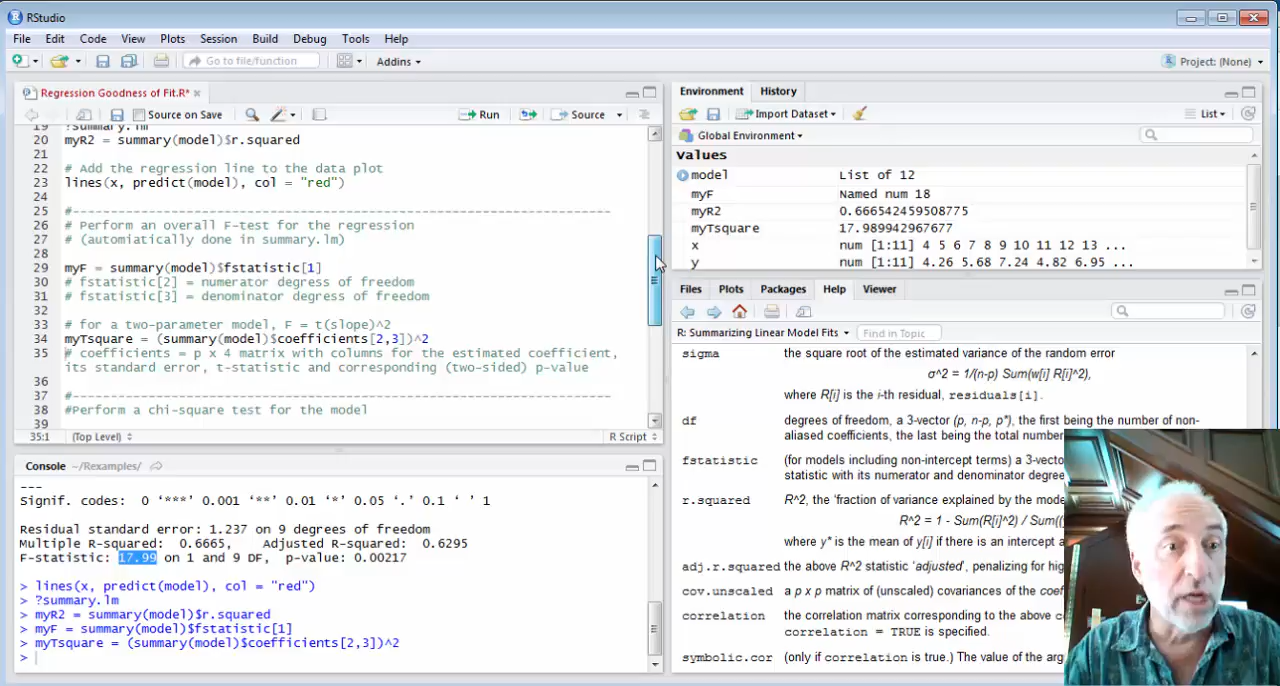 RStudio
File Edit Code View Plots Session Build Debug Tools Help
Go to file/function Addins Project: (None)
Regression Goodness of Fit.R*
Source on Save Run Source
19 ?summary.lm
20 myR2 = summary(model)$r.squared
21
22 # Add the regression line to the data plot
23 lines(x, predict(model), col = "red")
24
25 #----------------------------------------------------------------------
26 # Perform an overall F-test for the regression
27 # (automiatically done in summary.lm)
28
29 myF = summary(model)$fstatistic[1]
30 # fstatistic[2] = numerator degress of freedom
31 # fstatistic[3] = denominator degress of freedom
32
33 # for a two-parameter model, F = t(slope)^2
34 myTsquare = (summary(model)$coefficients[2,3])^2
35 # coefficients = p x 4 matrix with columns for the estimated coefficient,
its standard error, t-statistic and corresponding (two-sided) p-value
36
37 #----------------------------------------------------------------------
38 #Perform a chi-square test for the model
39
35:1 (Top Level) R Script
Console ~/Rexamples/
---
Signif. codes: 0 ‘***’ 0.001 ‘**’ 0.01 ‘*’ 0.05 ‘.’ 0.1 ‘ ’ 1
Residual standard error: 1.237 on 9 degrees of freedom
Multiple R-squared: 0.6665, Adjusted R-squared: 0.6295
F-statistic: 17.99 on 1 and 9 DF, p-value: 0.00217
> lines(x, predict(model), col = "red")
> ?summary.lm
> myR2 = summary(model)$r.squared
> myF = summary(model)$fstatistic[1]
> myTsquare = (summary(model)$coefficients[2,3])^2
>
Environment History
Import Dataset List
Global Environment
Values
model List of 12
myF Named num 18
myR2 0.666542459508775
myTsquare 17.989942967677
x num [1:11] 4 5 6 7 8 9 10 11 12 13 ...
y num [1:11] 4.26 5.68 7.24 4.82 6.95 ...
Files Plots Packages Help Viewer
R: Summarizing Linear Model Fits Find in Topic
sigma the square root of the estimated variance of the random error
σ^2 = 1/(n-p) Sum(w[i] R[i]^2),
where R[i] is the i-th residual, residuals[i].
df degrees of freedom, a 3-vector (p, n-p, p*), the first being the number of non-
aliased coefficients, the last being the total number
fstatistic (for models including non-intercept terms) a 3-vecto
statistic with its numerator and denominator degree
r.squared R^2, the 'fraction of variance explained by the mode
R^2 = 1 - Sum(R[i]^2) / Sum((
where y* is the mean of y[i] if there is an intercept a
adj.r.squared the above R^2 statistic 'adjusted', penalizing for hig
cov.unscaled a p x p matrix of (unscaled) covariances of the coef
correlation the correlation matrix corresponding to the above co
correlation = TRUE is specified.
symbolic.cor (only if correlation is true.) The value of the arg